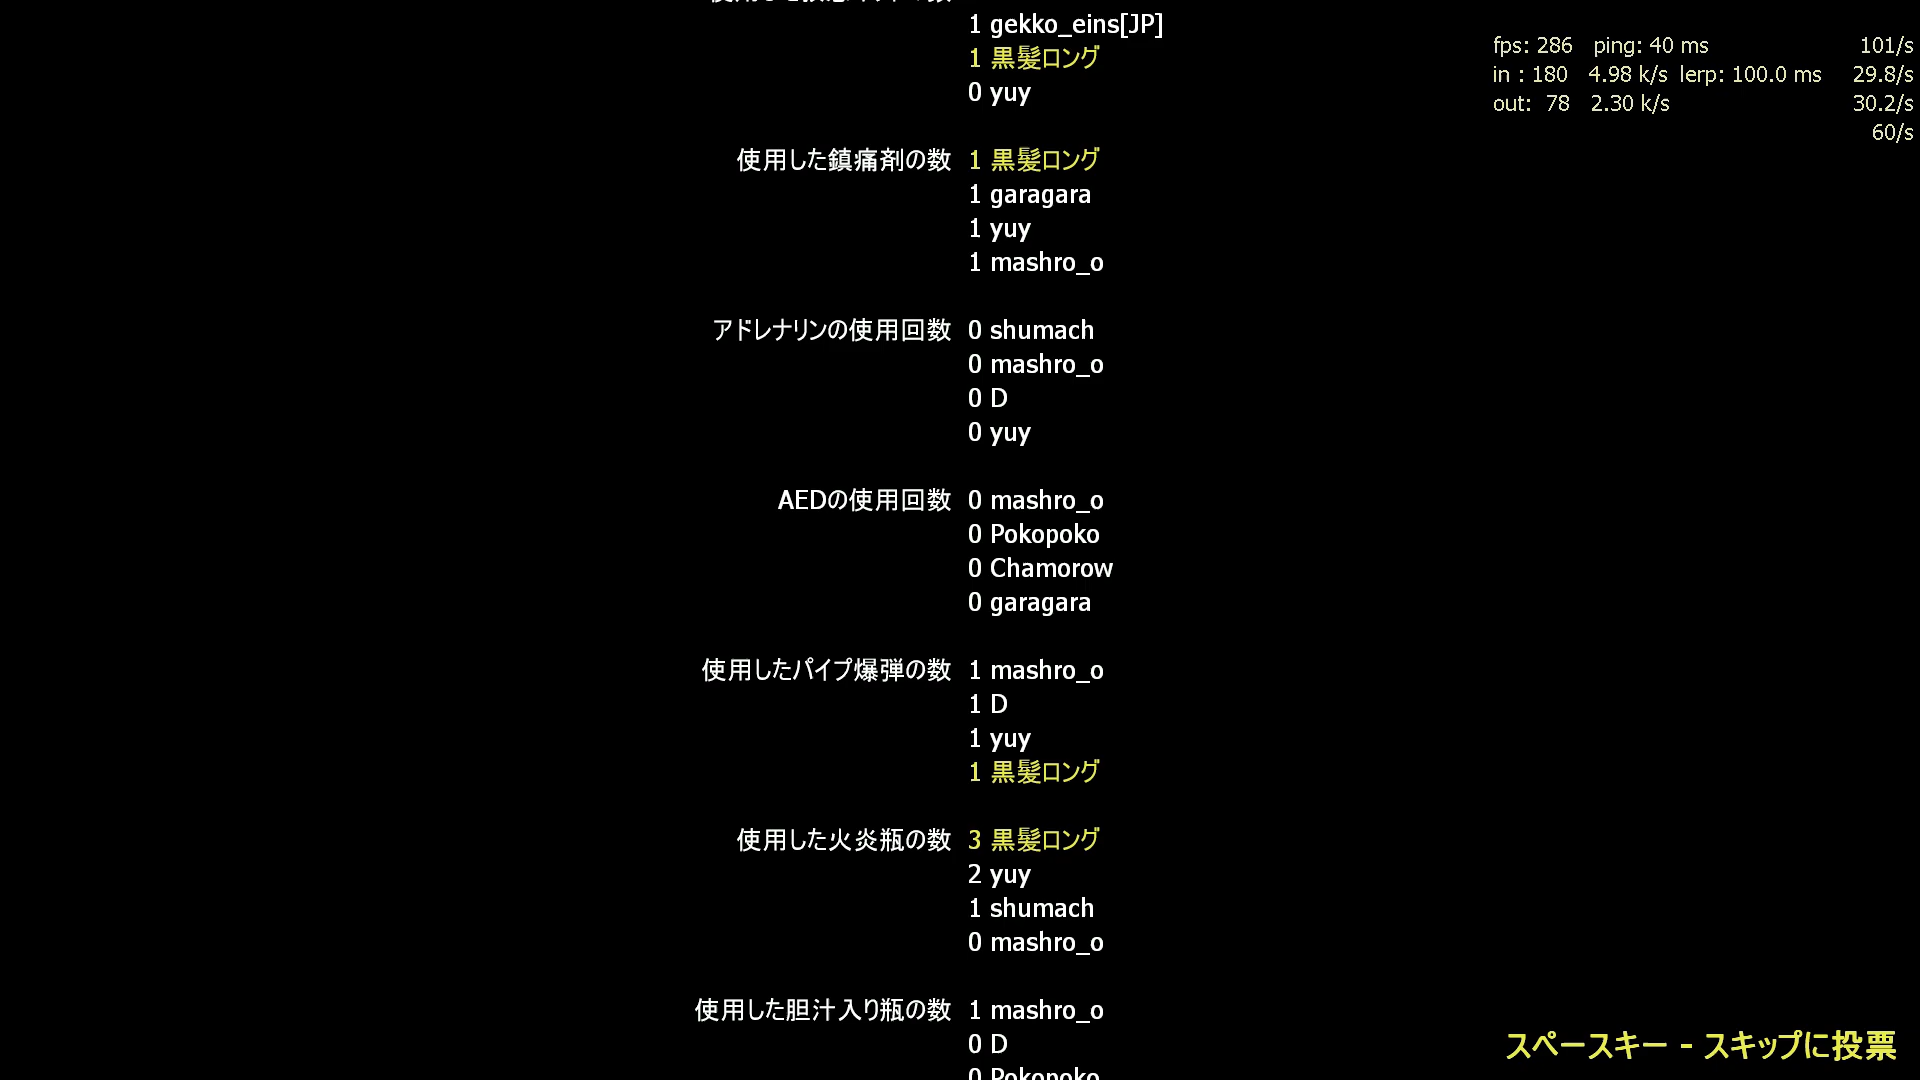 1 gekko_eins[JP]
1 黒髪ロング
0 yuy
使用した鎮痛剤の数 1 黒髪ロング
1 garagara
1 yuy
1 mashro_o
アドレナリンの使用回数 0 shumach
0 mashro_o
0 D
0 yuy
AEDの使用回数 0 mashro_o
0 Pokopoko
0 Chamorow
0 garagara
使用したパイプ爆弾の数 1 mashro_o
1 D
1 yuy
1 黒髪ロング
使用した火炎瓶の数 3 黒髪ロング
2 yuy
1 shumach
0 mashro_o
使用した胆汁入り瓶の数 1 mashro_o
0 D
0 Pokopoko
fps: 286 ping: 40 ms 101/s
in : 180 4.98 k/s lerp: 100.0 ms 29.8/s
out: 78 2.30 k/s 30.2/s
60/s
スペースキー - スキップに投票